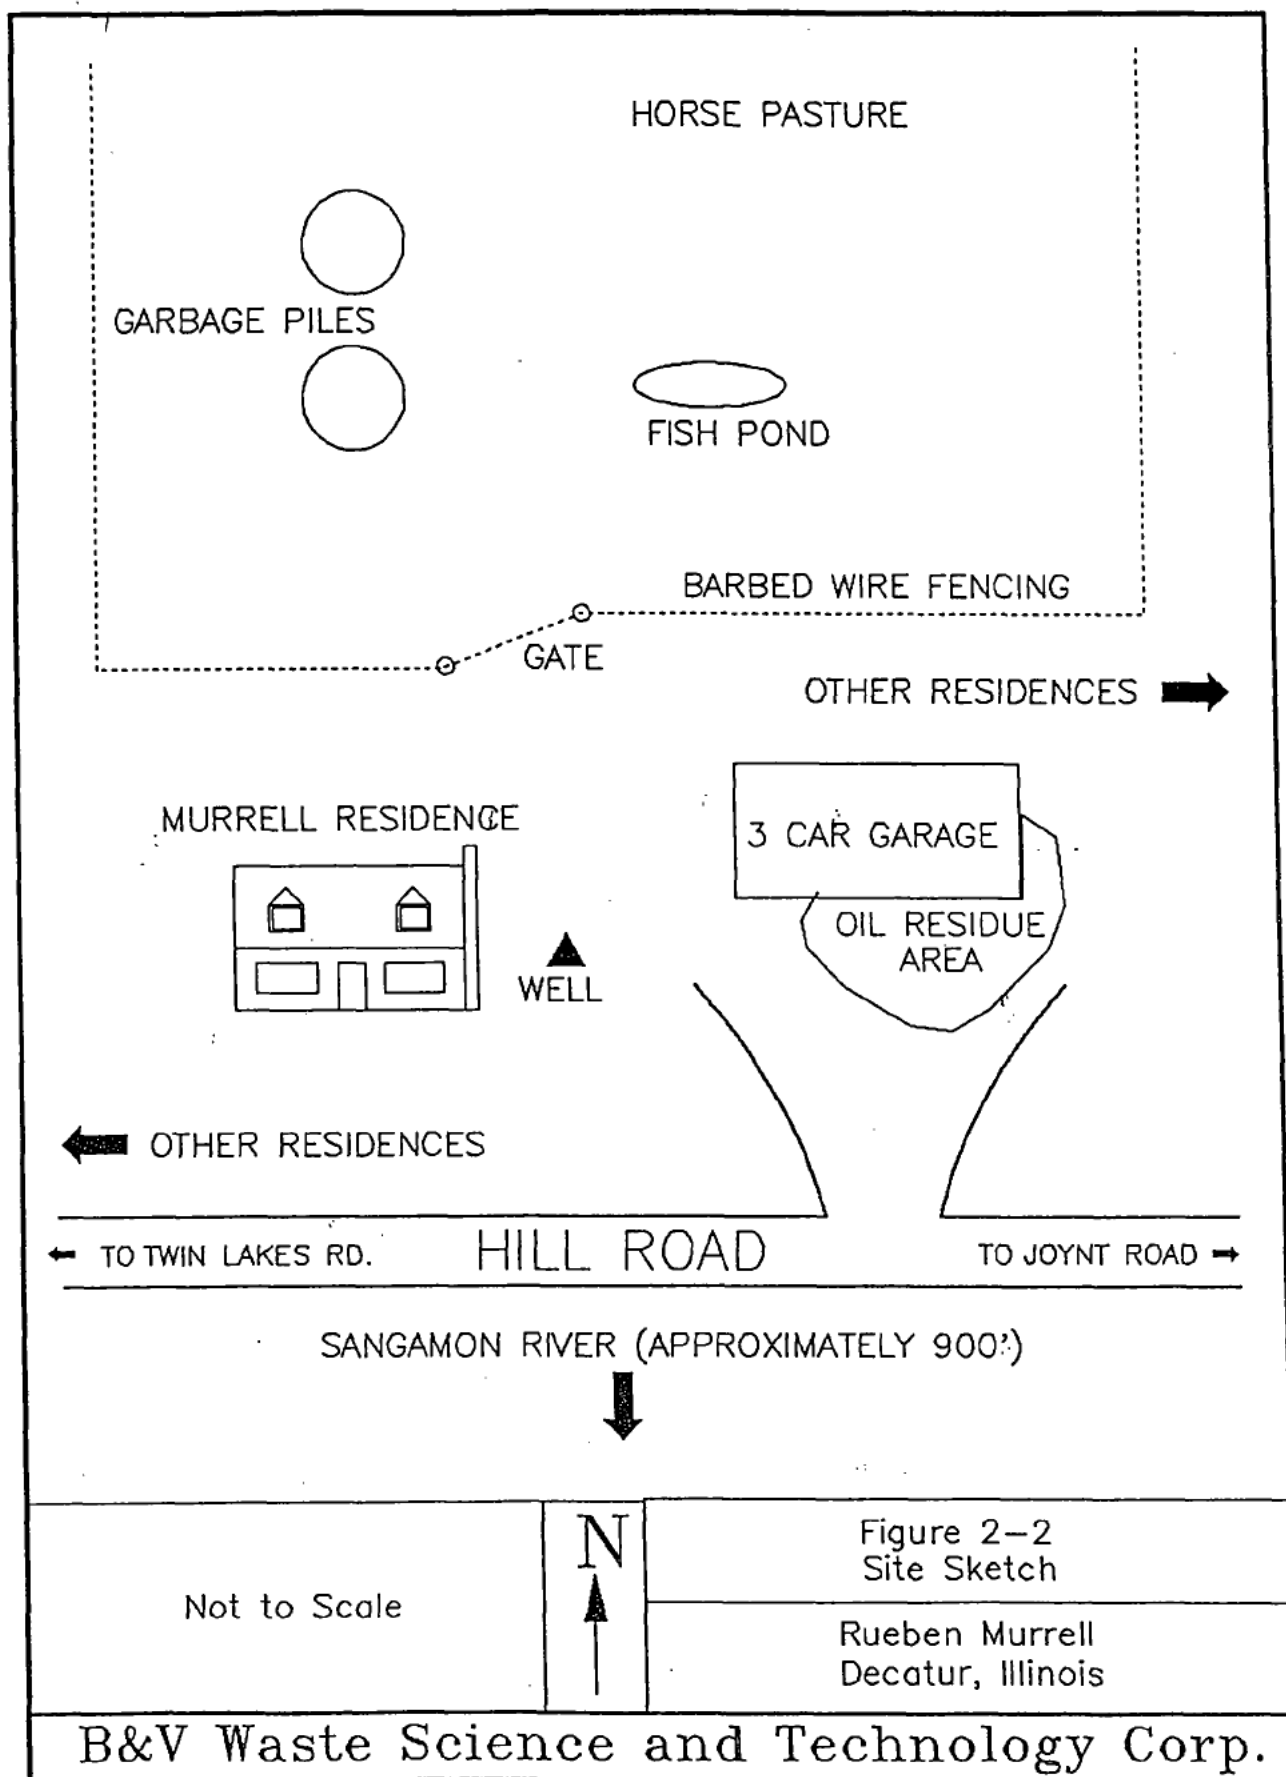 HORSE PASTURE
GARBAGE PILES
FISH POND
BARBED WIRE FENCING
GATE
OTHER RESIDENCES
MURRELL RESIDENCE
3 CAR GARAGE
OIL RESIDUE
AREA
WELL
OTHER RESIDENCES
TO TWIN LAKES RD.
HILL ROAD
TO JOYNT ROAD
SANGAMON RIVER (APPROXIMATELY 900')
Not to Scale
N
Figure 2-2
Site Sketch
Rueben Murrell
Decatur, Illinois
B&V Waste Science and Technology Corp.